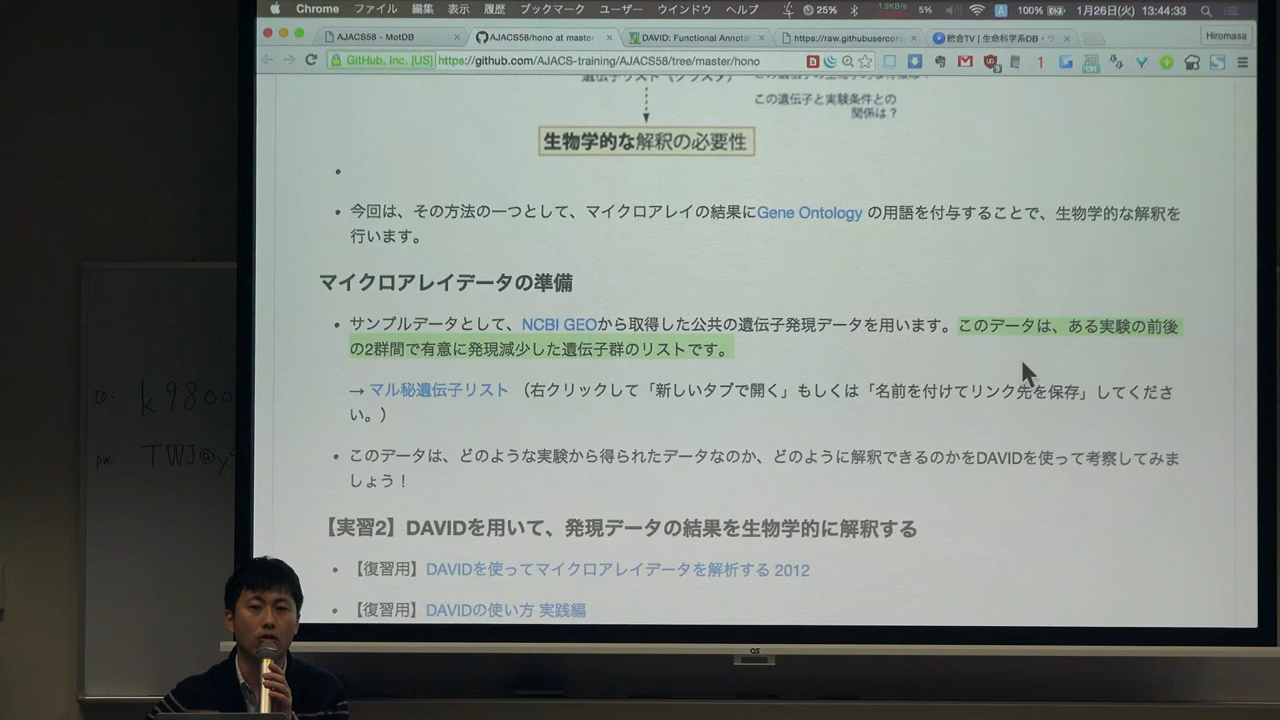 Chrome ファイル 編集 表示 履歴 ブックマーク ユーザー ウインドウ ヘルプ 25% 1.9KB/s 5% 100% 1月26日(火) 13:44:33
AJACS58 - MotDB × AJACS58/hono at master × DAVID: Functional Annota × https://raw.githubuserconte × 統合TV | 生命科学系DB・ツ × Hiromasa
GitHub, Inc. [US] https://github.com/AJACS-training/AJACS58/tree/master/hono
遺伝子リスト（クラスタ）
この遺伝子と実験条件との
関係は？
生物学的な解釈の必要性
• 今回は、その方法の一つとして、マイクロアレイの結果にGene Ontology の用語を付与することで、生物学的な解釈を
行います。
マイクロアレイデータの準備
• サンプルデータとして、NCBI GEOから取得した公共の遺伝子発現データを用います。このデータは、ある実験の前後
の2群間で有意に発現減少した遺伝子群のリストです。
→ マル秘遺伝子リスト （右クリックして「新しいタブで開く」もしくは「名前を付けてリンク先を保存」してくださ
い。）
• このデータは、どのような実験から得られたデータなのか、どのように解釈できるのかをDAVIDを使って考察してみま
しょう！
【実習2】DAVIDを用いて、発現データの結果を生物学的に解釈する
• 【復習用】DAVIDを使ってマイクロアレイデータを解析する 2012
• 【復習用】DAVIDの使い方 実践編
ID: k9800
pw. TWJ@y